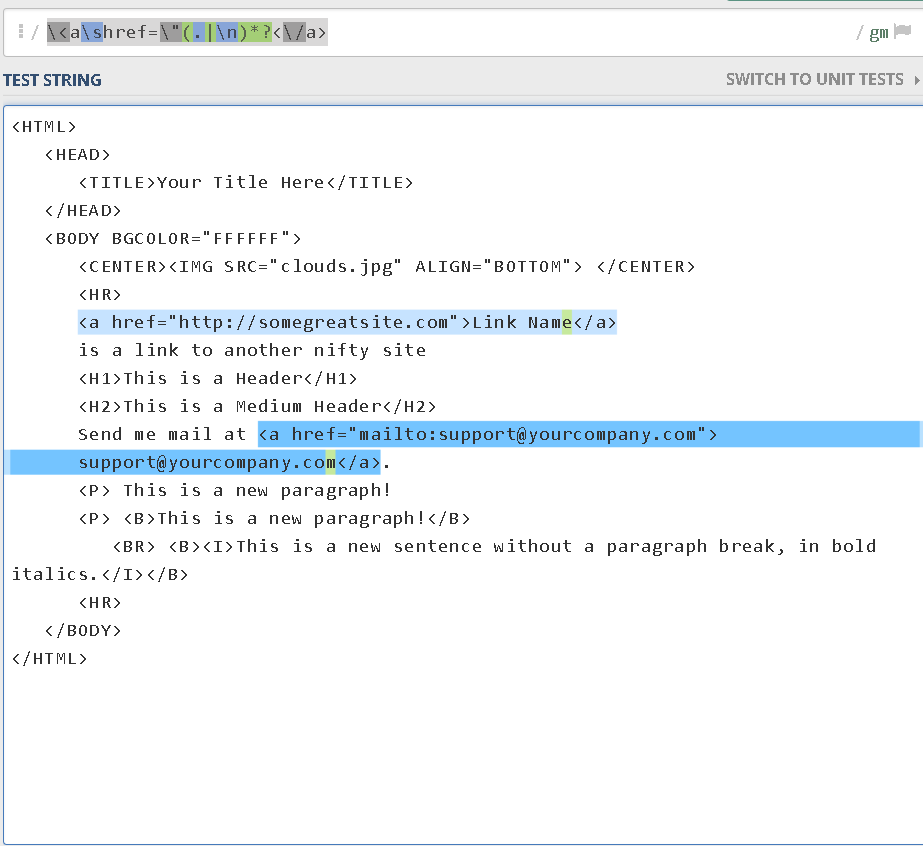 / \<a\shref=\"(.|\n)*?<\/a> / gm
TEST STRING SWITCH TO UNIT TESTS
<HTML>
<HEAD>
<TITLE>Your Title Here</TITLE>
</HEAD>
<BODY BGCOLOR="FFFFFF">
<CENTER><IMG SRC="clouds.jpg" ALIGN="BOTTOM"> </CENTER>
<HR>
<a href="http://somegreatsite.com">Link Name</a>
is a link to another nifty site
<H1>This is a Header</H1>
<H2>This is a Medium Header</H2>
Send me mail at <a href="mailto:support@yourcompany.com">
support@yourcompany.com</a>.
<P> This is a new paragraph!
<P> <B>This is a new paragraph!</B>
<BR> <B><I>This is a new sentence without a paragraph break, in bold
italics.</I></B>
<HR>
</BODY>
</HTML>